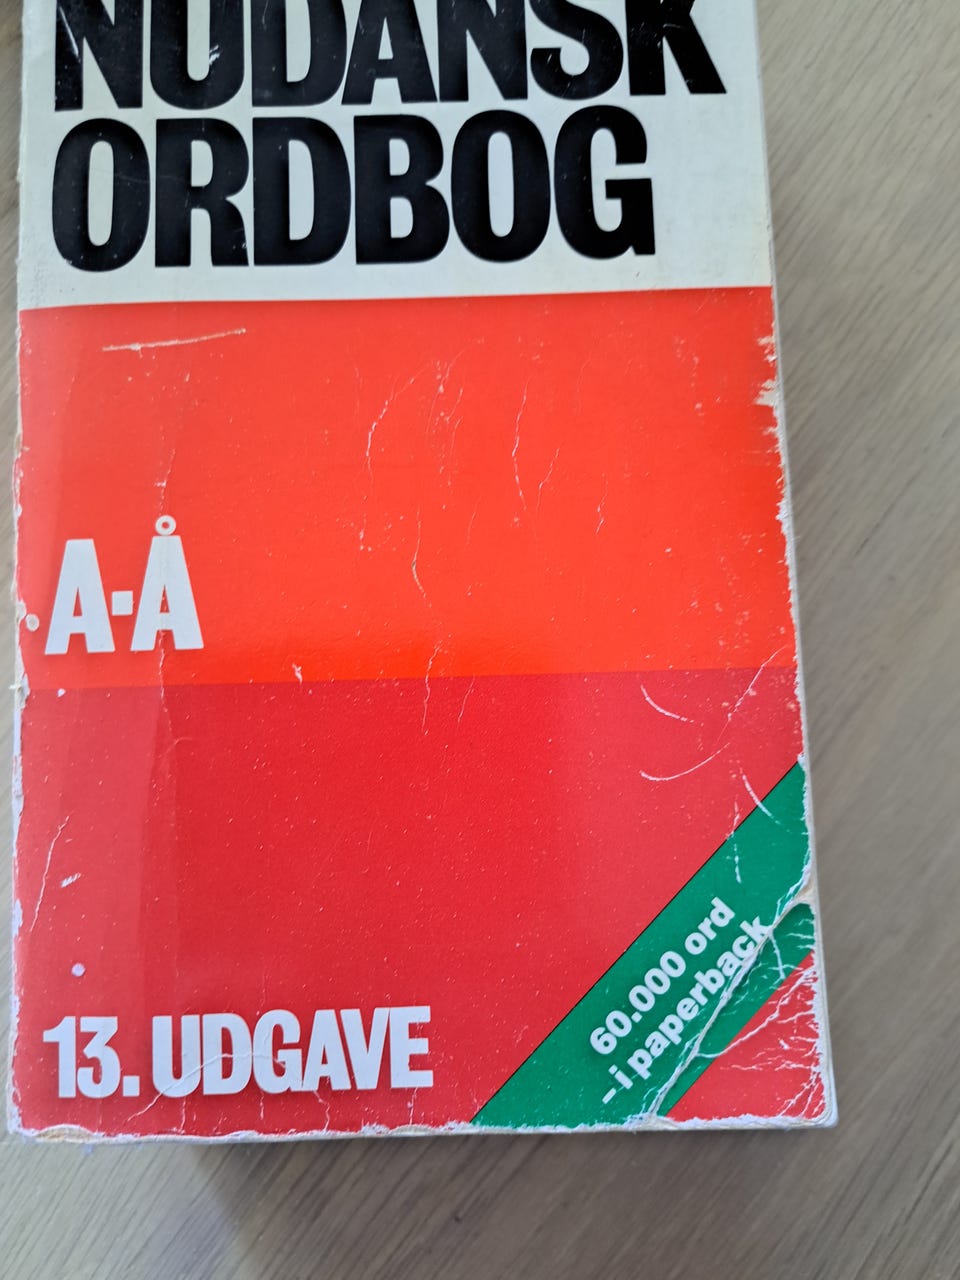 NUDANSK
ORDBOG
A-Å
13. UDGAVE
60.000 ord
- i paperback